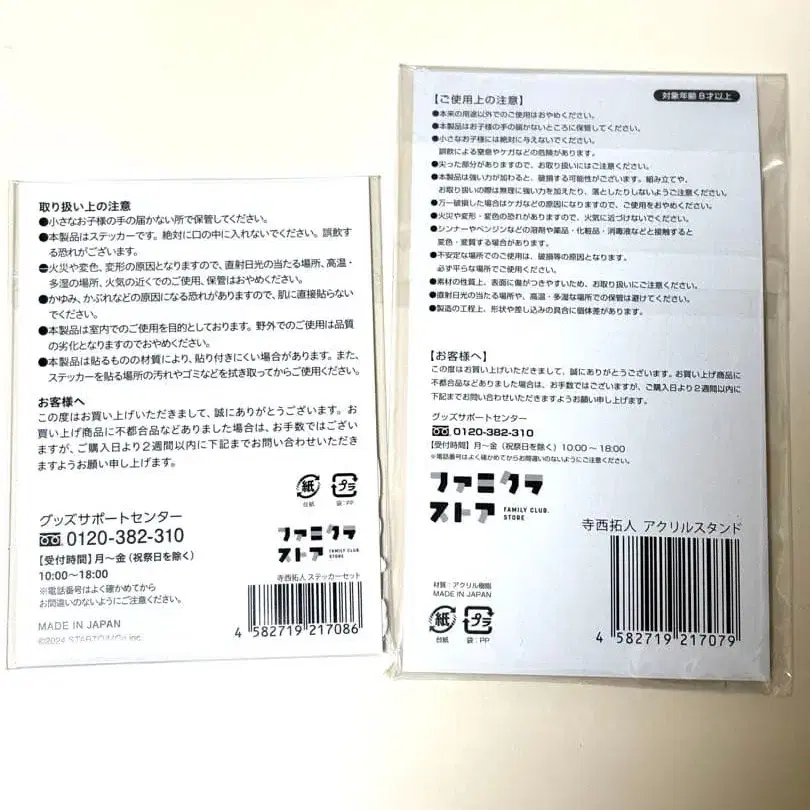 取り扱い上の注意
●小さなお子様の手の届かない所で保管してください。
●本製品はステッカーです。絶対に口の中に入れないでください。誤飲す
る恐れがございます。
●火災や変色、変形の原因となりますので、直射日光の当たる場所、高温・
多湿の場所、火気の近くでのご使用、保管はおやめください。
●かゆみ、かぶれなどの原因になる恐れがありますので、肌に直接貼らない
でください。
●本製品は室内でのご使用を目的としております。野外でのご使用は品質
の劣化となりますのでおやめください。
●本製品は貼るものの材質により、貼り付きにくい場合があります。また、
ステッカーを貼る場所の汚れやゴミなどを拭き取ってからご使用ください。
お客様へ
この度はお買い上げいただきまして、誠にありがとうございます。お
買い上げ商品に不都合品などありました場合は、お手数ではござい
ますが、ご購入日より2週間以内に下記までお問い合わせいただき
ますようお願い申し上げます。
紙
台紙
プラ
袋:PP
グッズサポートセンター
0120-382-310
【受付時間】月〜金(祝祭日を除く)
10:00〜18:00
※電話番号はよく確かめてから
お間違いのないようにご注意ください。
MADE IN JAPAN
©2024 STARTO/MCo.,Inc.
ファミクラ
ストア
FAMILY CLUB.
STORE
寺西拓人 ステッカーセット
4 582719 217086
【ご使用上の注意】
対象年齢 8才以上
●本来の用途以外でのご使用はおやめください。
●本製品はお子様の手の届かないところに保管してください。
●小さなお子様には絶対に与えないでください。
誤飲による窒息やケガなどの危険があります。
●尖った部分がありますので、お取り扱いにはご注意ください。
●本製品は強い力が加わると、破損する可能性がございます。組み立てや、
お取り扱いの際は無理に強い力を加えたり、落としたりしないようご注意ください。
●万一破損した場合はケガなどの原因になりますので、ご使用をおやめください。
●火災や変形・変色の恐れがありますので、火気に近づけないでください。
●シンナーやベンジンなどの溶剤や薬品・化粧品・消毒液などと接触すると
変色・変質する場合があります。
●不安定な場所でのご使用は、破損等の原因となります。
必ず平らな場所でご使用ください。
●素材の性質上、表面に傷がつきやすいため、お取り扱いにご注意ください。
●直射日光の当たる場所や、高温・多湿な場所での保管は避けてください。
●製造の工程上、形状や差し込みの具合に個体差があります。
【お客様へ】
この度はお買い上げいただきまして、誠にありがとうございます。お買い上げ商品に
不都合品などありました場合は、お手数ではございますが、ご購入日より2週間以内に
下記までお問い合わせいただきますようお願い申し上げます。
グッズサポートセンター
0120-382-310
【受付時間】月〜金(祝祭日を除く)10:00〜18:00
※電話番号はよく確かめてからお間違いのないようにご注意ください。
ファミクラ
ストア
FAMILY CLUB.
STORE
寺西拓人 アクリルスタンド
材質:アクリル樹脂
MADE IN JAPAN
紙
台紙
プラ
袋:PP
4 582719 217079